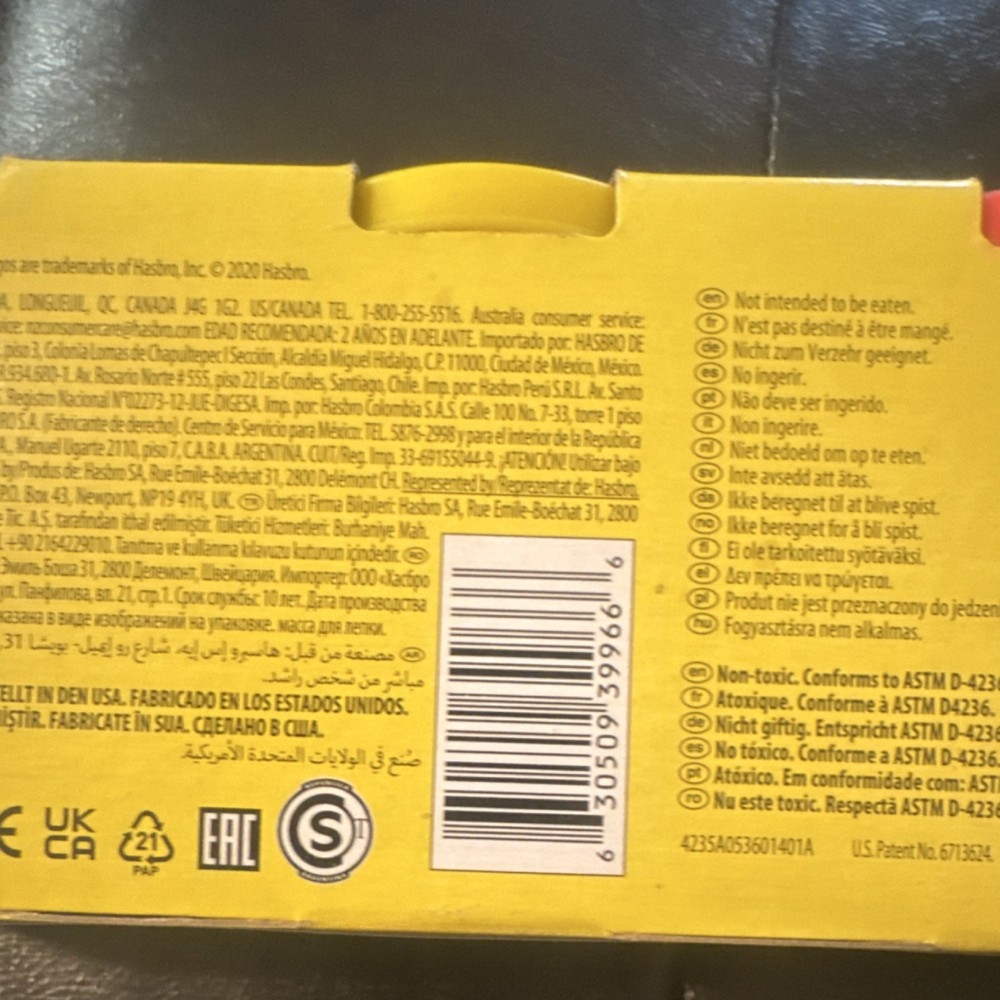 are trademarks of Hasbro, Inc. © 2020 Hasbro.
LONGUEUIL, QC, CANADA J4G 1G2. US/CANADA TEL. 1-800-255-5516. Australia consumer service:
nzconsumercare@hasbro.com EDAD RECOMENDADA: 2 AÑOS EN ADELANTE. Importado por: HASBRO DE
piso 3, Colonia Lomas de Chapultepec I Sección, Alcaldía Miguel Hidalgo, C.P. 11000, Ciudad de México, México.
Av. Rosario Norte # 555, piso 22 Las Condes, Santiago, Chile. Imp. por: Hasbro Perú S.R.L. Av. Santo
Registro Nacional N°02273-12-JUE-DIGESA. Imp. por: Hasbro Colombia S.A.S. Calle 100 No. 7-33, torre 1 piso
S.A. (Fabricante de derecho). Centro de Servicio para México: TEL. 5876-2998 y para el interior de la República
Manuel Ugarte 2110, piso 7, C.A.B.A. ARGENTINA. CUIT/Reg. Imp. 33-69155044-9. ¡ATENCIÓN! Utilizar bajo
by/Produs de: Hasbro SA, Rue Emile-Boéchat 31, 2800 Delémont CH. Represented by/Reprezentat de: Hasbro,
P.O. Box 43, Newport, NP19 4YH, UK. TR Üretici Firma Bilgileri: Hasbro SA, Rue Emile-Boéchat 31, 2800
Tic. A.Ş. tarafından ithal edilmiştir. Tüketici Hizmetleri: Burhaniye Mah.
+90 2164229010. Tanıtma ve kullanma kılavuzu kutunun içindedir.
Эмиль Боша 31, 2800 Делемонт, Швейцария. Импортер: ООО «Хасбро
ул. Панфилова, вл. 21, стр.1. Срок службы: 10 лет. Дата производства
указана в виде изображений на упаковке. масса для лепки.
AR مصنعة من قبل: هاسبرو إس إيه، شارع رو إميل- بويشا 31,
مباشر من شخص راشد.
IN DEN USA. FABRICADO EN LOS ESTADOS UNIDOS.
FABRICATE ÎN SUA. СДЕЛАНО В США.
صُنع في الولايات المتحدة الأمريكية.
CE UK CA 21 PAP EAC S
6 30509 39966 9
en Not intended to be eaten.
fr N'est pas destiné à être mangé.
de Nicht zum Verzehr geeignet.
es No ingerir.
pt Não deve ser ingerido.
it Non ingerire.
nl Niet bedoeld om op te eten.
sv Inte avsedd att ätas.
da Ikke beregnet til at blive spist.
no Ikke beregnet for å bli spist.
fi Ei ole tarkoitettu syötäväksi.
el Δεν πρέπει να τρώγεται.
pl Produt nie jest przeznaczony do jedzen
hu Fogyasztásra nem alkalmas.
en Non-toxic. Conforms to ASTM D-4236
fr Atoxique. Conforme à ASTM D4236.
de Nicht giftig. Entspricht ASTM D-4236
es No tóxico. Conforme a ASTM D-4236.
pt Atóxico. Em conformidade com: AST
ro Nu este toxic. Respectă ASTM D-4236
4235A053601401A U.S. Patent No. 6713624.